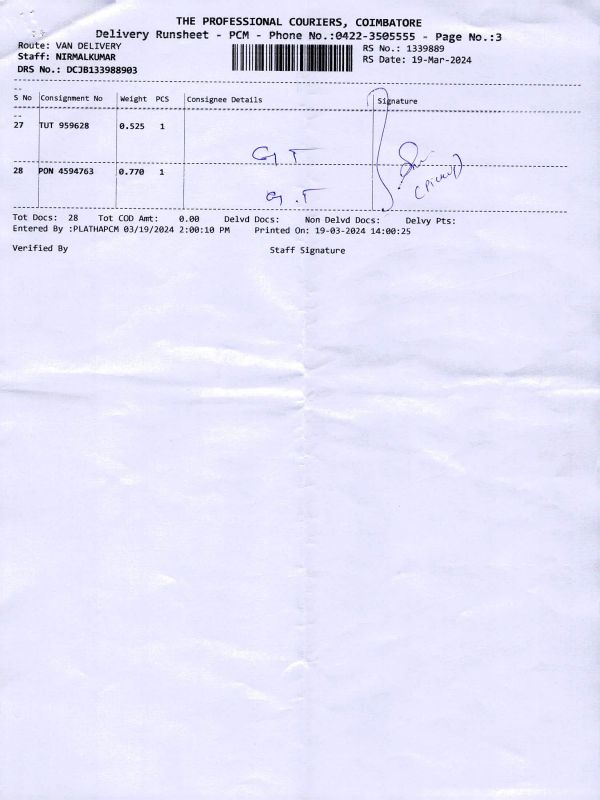 THE PROFESSIONAL COURIERS, COIMBATORE
Delivery Runsheet - PCM - Phone No.:0422-3505555 - Page No.:3
Route: VAN DELIVERY
RS No.: 1339889
Staff: NIRMALKUMAR
RS Date: 19-Mar-2024
DRS No.: DCJB133988903
S No Consignment No Weight PCS Consignee Details Signature
27 TUT 959628 0.525 1
G T
28 PON 4594763 0.770 1
G .T
Tot Docs: 28 Tot COD Amt: 0.00 Delvd Docs: Non Delvd Docs: Delvy Pts:
Entered By :PLATHAPCM 03/19/2024 2:00:10 PM Printed On: 19-03-2024 14:00:25
Verified By Staff Signature